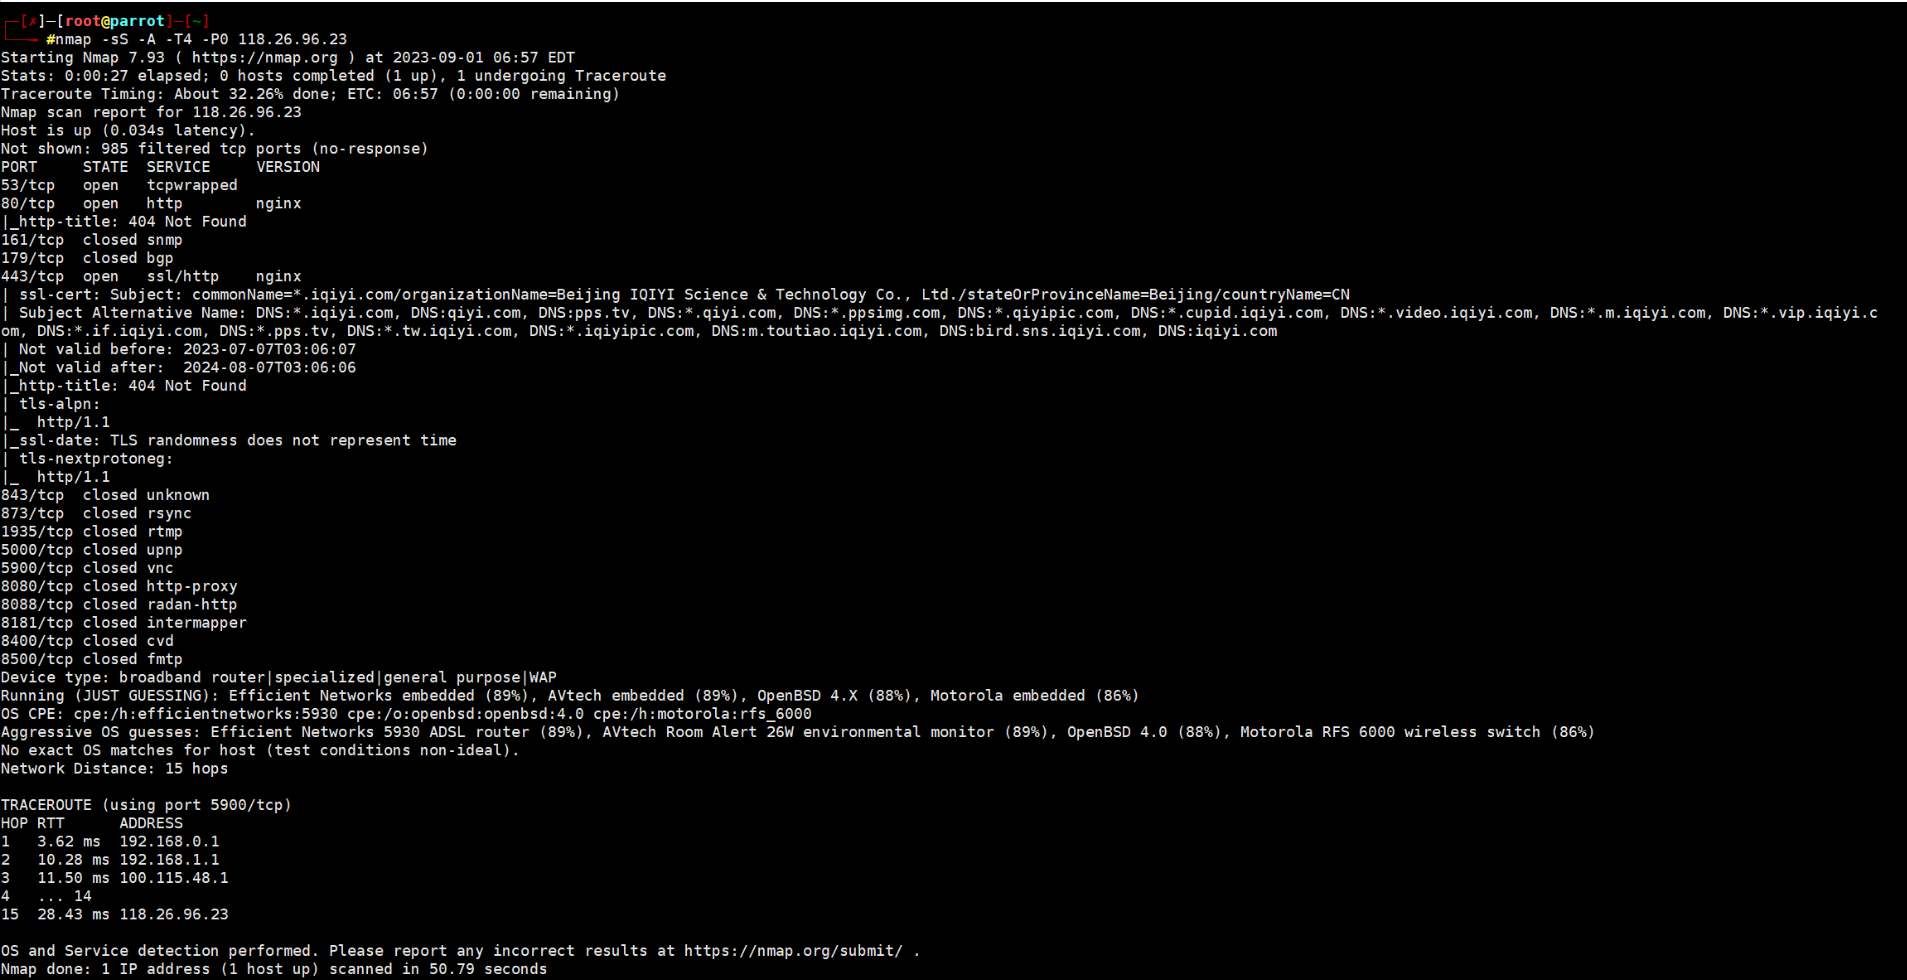 ┌─[✗]─[root@parrot]─[~]
└──╼ #nmap -sS -A -T4 -P0 118.26.96.23
Starting Nmap 7.93 ( https://nmap.org ) at 2023-09-01 06:57 EDT
Stats: 0:00:27 elapsed; 0 hosts completed (1 up), 1 undergoing Traceroute
Traceroute Timing: About 32.26% done; ETC: 06:57 (0:00:00 remaining)
Nmap scan report for 118.26.96.23
Host is up (0.034s latency).
Not shown: 985 filtered tcp ports (no-response)
PORT     STATE  SERVICE     VERSION
53/tcp   open   tcpwrapped
80/tcp   open   http        nginx
|_http-title: 404 Not Found
161/tcp  closed snmp
179/tcp  closed bgp
443/tcp  open   ssl/http    nginx
| ssl-cert: Subject: commonName=*.iqiyi.com/organizationName=Beijing IQIYI Science & Technology Co., Ltd./stateOrProvinceName=Beijing/countryName=CN
| Subject Alternative Name: DNS:*.iqiyi.com, DNS:qiyi.com, DNS:pps.tv, DNS:*.qiyi.com, DNS:*.ppsimg.com, DNS:*.qiyipic.com, DNS:*.cupid.iqiyi.com, DNS:*.video.iqiyi.com, DNS:*.m.iqiyi.com, DNS:*.vip.iqiyi.c
om, DNS:*.if.iqiyi.com, DNS:*.pps.tv, DNS:*.tw.iqiyi.com, DNS:*.iqiyipic.com, DNS:m.toutiao.iqiyi.com, DNS:bird.sns.iqiyi.com, DNS:iqiyi.com
| Not valid before: 2023-07-07T03:06:07
|_Not valid after:  2024-08-07T03:06:06
|_http-title: 404 Not Found
| tls-alpn:
|_  http/1.1
|_ssl-date: TLS randomness does not represent time
| tls-nextprotoneg:
|_  http/1.1
843/tcp  closed unknown
873/tcp  closed rsync
1935/tcp closed rtmp
5000/tcp closed upnp
5900/tcp closed vnc
8080/tcp closed http-proxy
8088/tcp closed radan-http
8181/tcp closed intermapper
8400/tcp closed cvd
8500/tcp closed fmtp
Device type: broadband router|specialized|general purpose|WAP
Running (JUST GUESSING): Efficient Networks embedded (89%), AVtech embedded (89%), OpenBSD 4.X (88%), Motorola embedded (86%)
OS CPE: cpe:/h:efficientnetworks:5930 cpe:/o:openbsd:openbsd:4.0 cpe:/h:motorola:rfs_6000
Aggressive OS guesses: Efficient Networks 5930 ADSL router (89%), AVtech Room Alert 26W environmental monitor (89%), OpenBSD 4.0 (88%), Motorola RFS 6000 wireless switch (86%)
No exact OS matches for host (test conditions non-ideal).
Network Distance: 15 hops

TRACEROUTE (using port 5900/tcp)
HOP RTT      ADDRESS
1   3.62 ms  192.168.0.1
2   10.28 ms 192.168.1.1
3   11.50 ms 100.115.48.1
4   ... 14
15  28.43 ms 118.26.96.23

OS and Service detection performed. Please report any incorrect results at https://nmap.org/submit/ .
Nmap done: 1 IP address (1 host up) scanned in 50.79 seconds